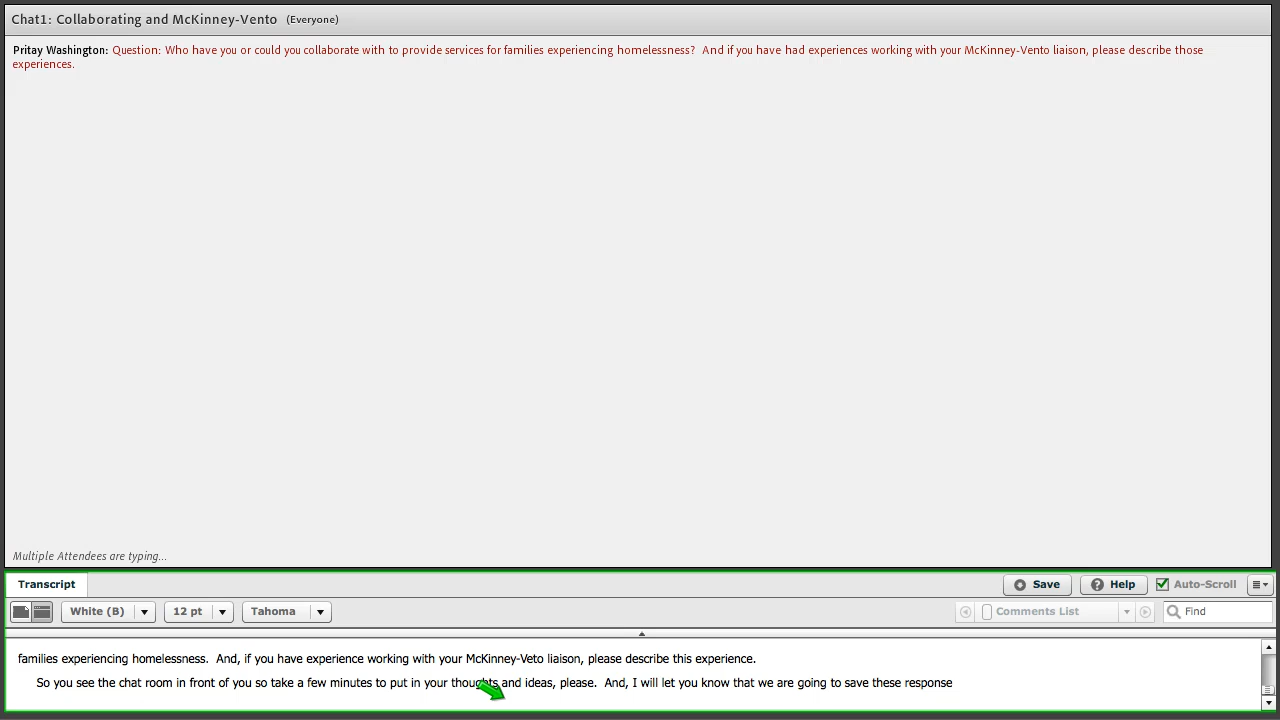 Chat1: Collaborating and McKinney-Vento (Everyone)
Pritay Washington: Question: Who have you or could you collaborate with to provide services for families experiencing homelessness? And if you have had experiences working with your McKinney-Vento liaison, please describe those
experiences.
Multiple Attendees are typing...
Transcript Save Help Auto-Scroll
White (B) 12 pt Tahoma Comments List Find
families experiencing homelessness. And, if you have experience working with your McKinney-Veto liaison, please describe this experience.
So you see the chat room in front of you so take a few minutes to put in your thoughts and ideas, please. And, I will let you know that we are going to save these response